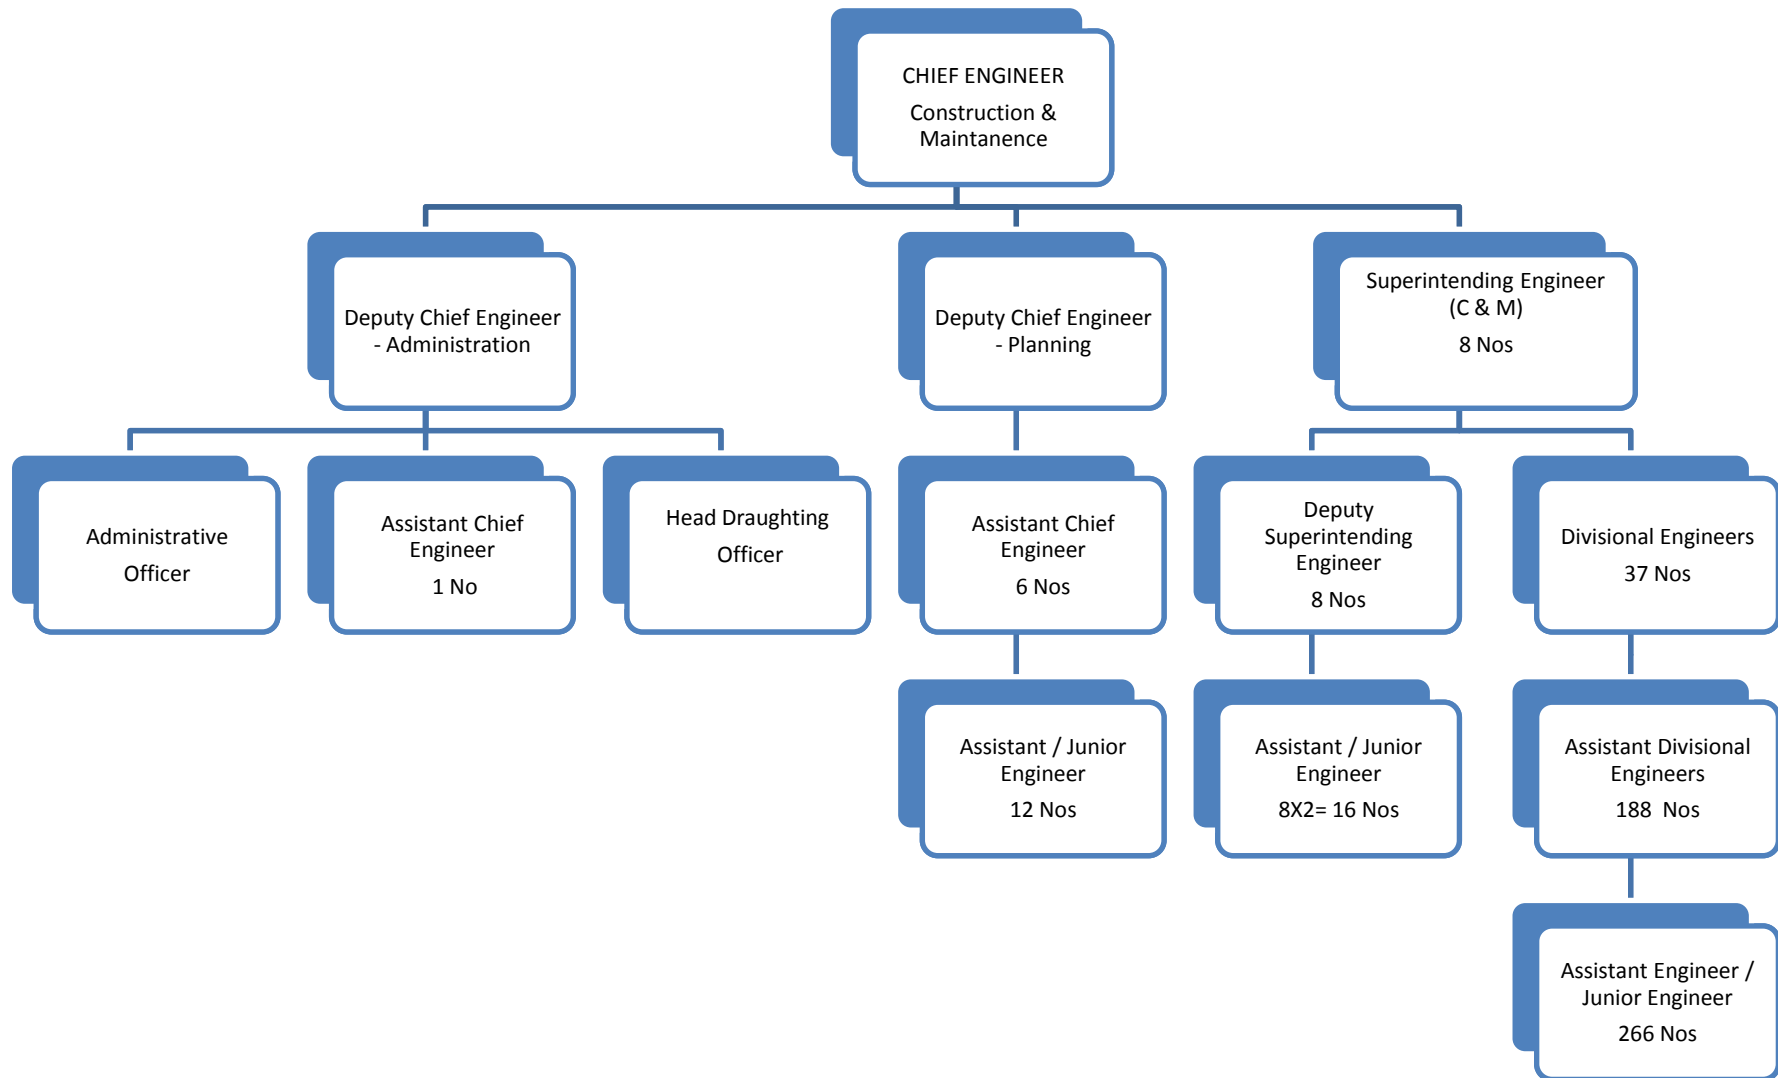 CHIEF ENGINEER
Construction &
Maintanence
Deputy Chief Engineer
- Administration
Deputy Chief Engineer
- Planning
Superintending Engineer
(C & M)
8 Nos
Administrative
Officer
Assistant Chief
Engineer
1 No
Head Draughting
Officer
Assistant Chief
Engineer
6 Nos
Deputy
Superintending
Engineer
8 Nos
Divisional Engineers
37 Nos
Assistant / Junior
Engineer
12 Nos
Assistant / Junior
Engineer
8X2= 16 Nos
Assistant Divisional
Engineers
188  Nos
Assistant Engineer /
Junior Engineer
266 Nos